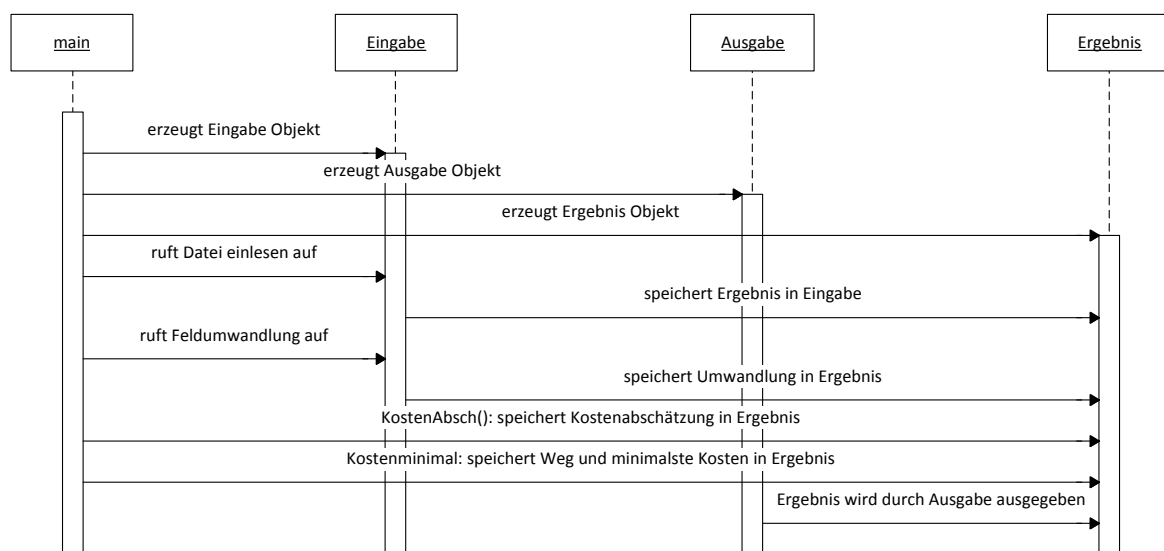 main
Eingabe
Ausgabe
Ergebnis
erzeugt Eingabe Objekt
erzeugt Ausgabe Objekt
erzeugt Ergebnis Objekt
ruft Datei einlesen auf
speichert Ergebnis in Eingabe
ruft Feldumwandlung auf
speichert Umwandlung in Ergebnis
KostenAbsch(): speichert Kostenabschätzung in Ergebnis
Kostenminimal: speichert Weg und minimalste Kosten in Ergebnis
Ergebnis wird durch Ausgabe ausgegeben